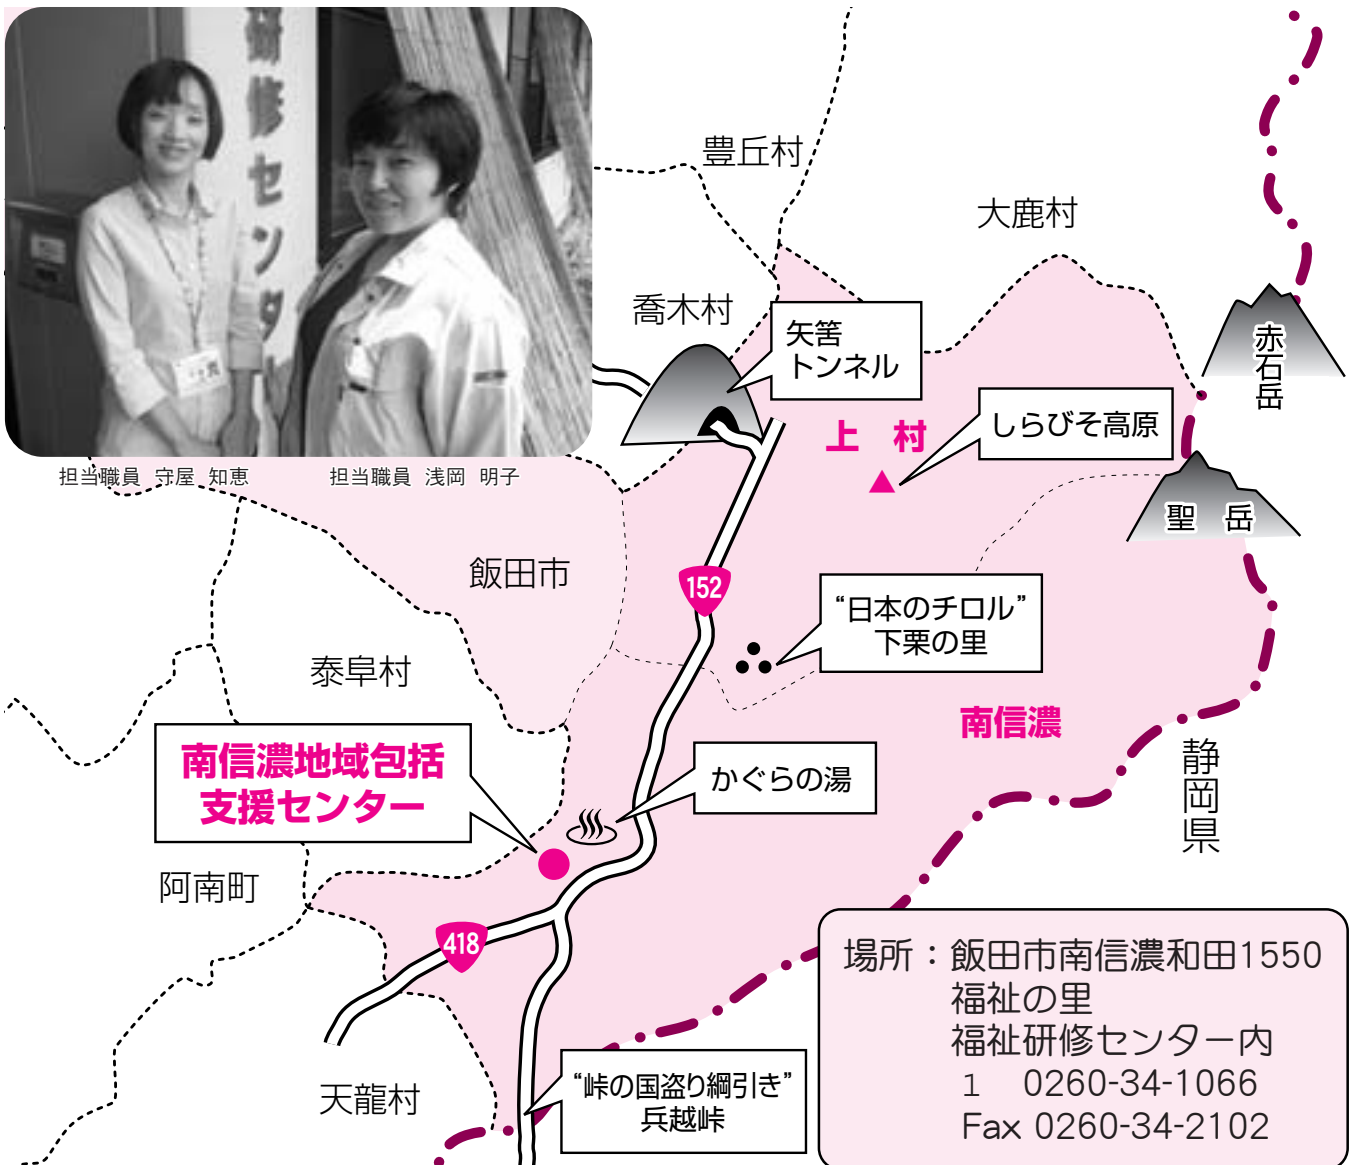 研修センター
担当職員 守屋 知恵
担当職員 浅岡 明子
豊丘村
大鹿村
喬木村
矢筈
トンネル
赤石岳
上 村
しらびそ高原
聖 岳
飯田市
152
“日本のチロル”
下栗の里
泰阜村
南信濃
南信濃地域包括
支援センター
かぐらの湯
静岡県
阿南町
418
場所:飯田市南信濃和田1550
福祉の里
福祉研修センター内
1 0260-34-1066
Fax 0260-34-2102
天龍村
“峠の国盗り綱引き”
兵越峠